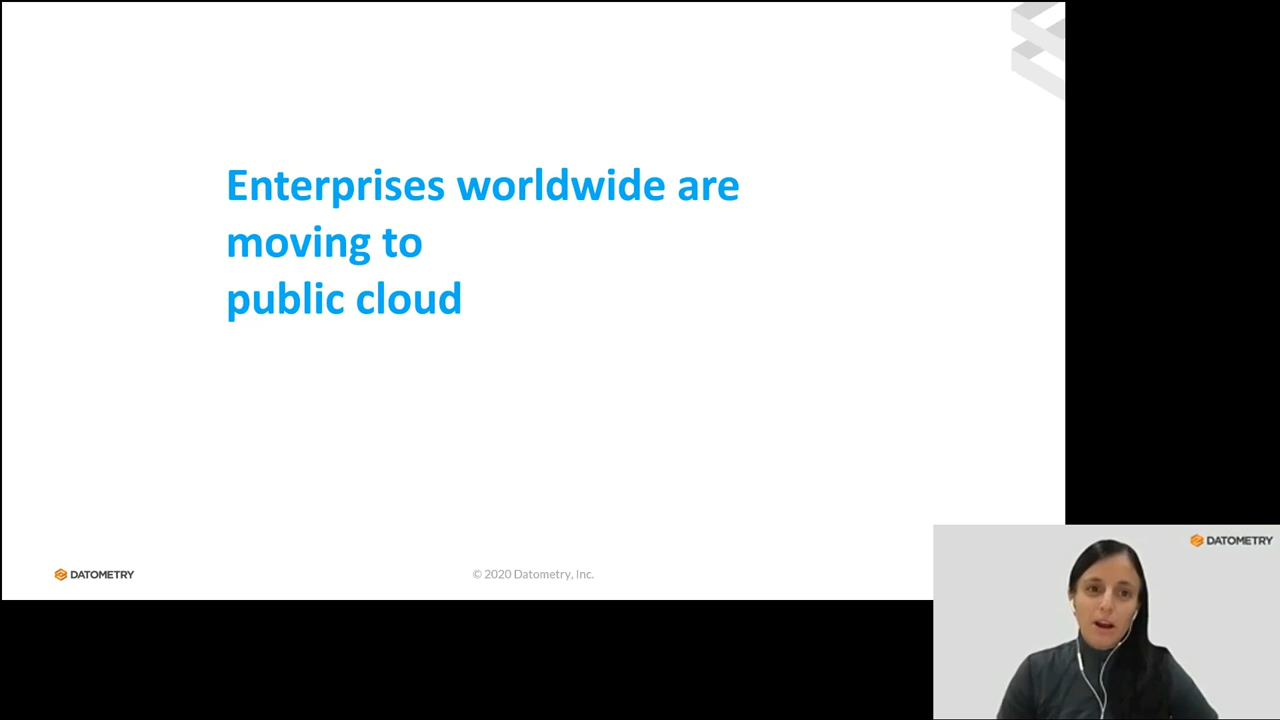 Enterprises worldwide are
moving to
public cloud
DATOMETRY
© 2020 Datometry, Inc.
DATOMETRY